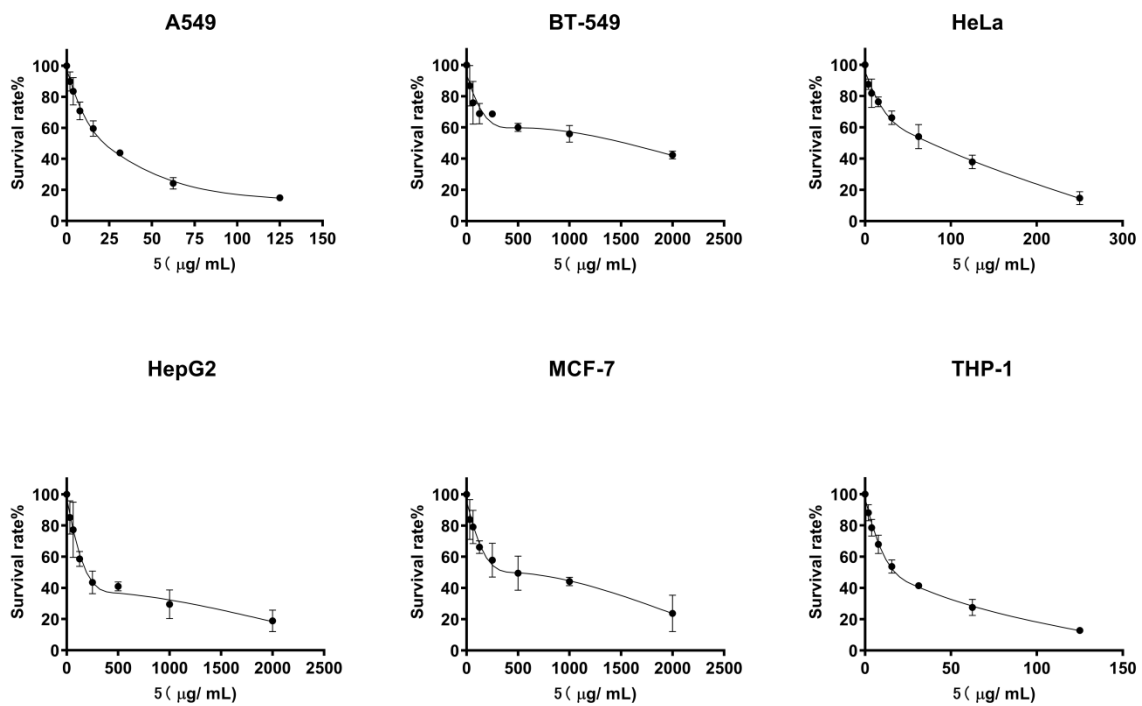 A549
BT-549
HeLa
Survival rate%
100
80
60
40
20
0
0 25 50 75 100 125 150
5( μg/ mL)
Survival rate%
100
80
60
40
20
0
0 500 1000 1500 2000 2500
5( μg/ mL)
Survival rate%
100
80
60
40
20
0
0 100 200 300
5( μg/ mL)
HepG2
MCF-7
THP-1
Survival rate%
100
80
60
40
20
0
0 500 1000 1500 2000 2500
5( μg/ mL)
Survival rate%
100
80
60
40
20
0
0 500 1000 1500 2000 2500
5( μg/ mL)
Survival rate%
100
80
60
40
20
0
0 50 100 150
5( μg/ mL)